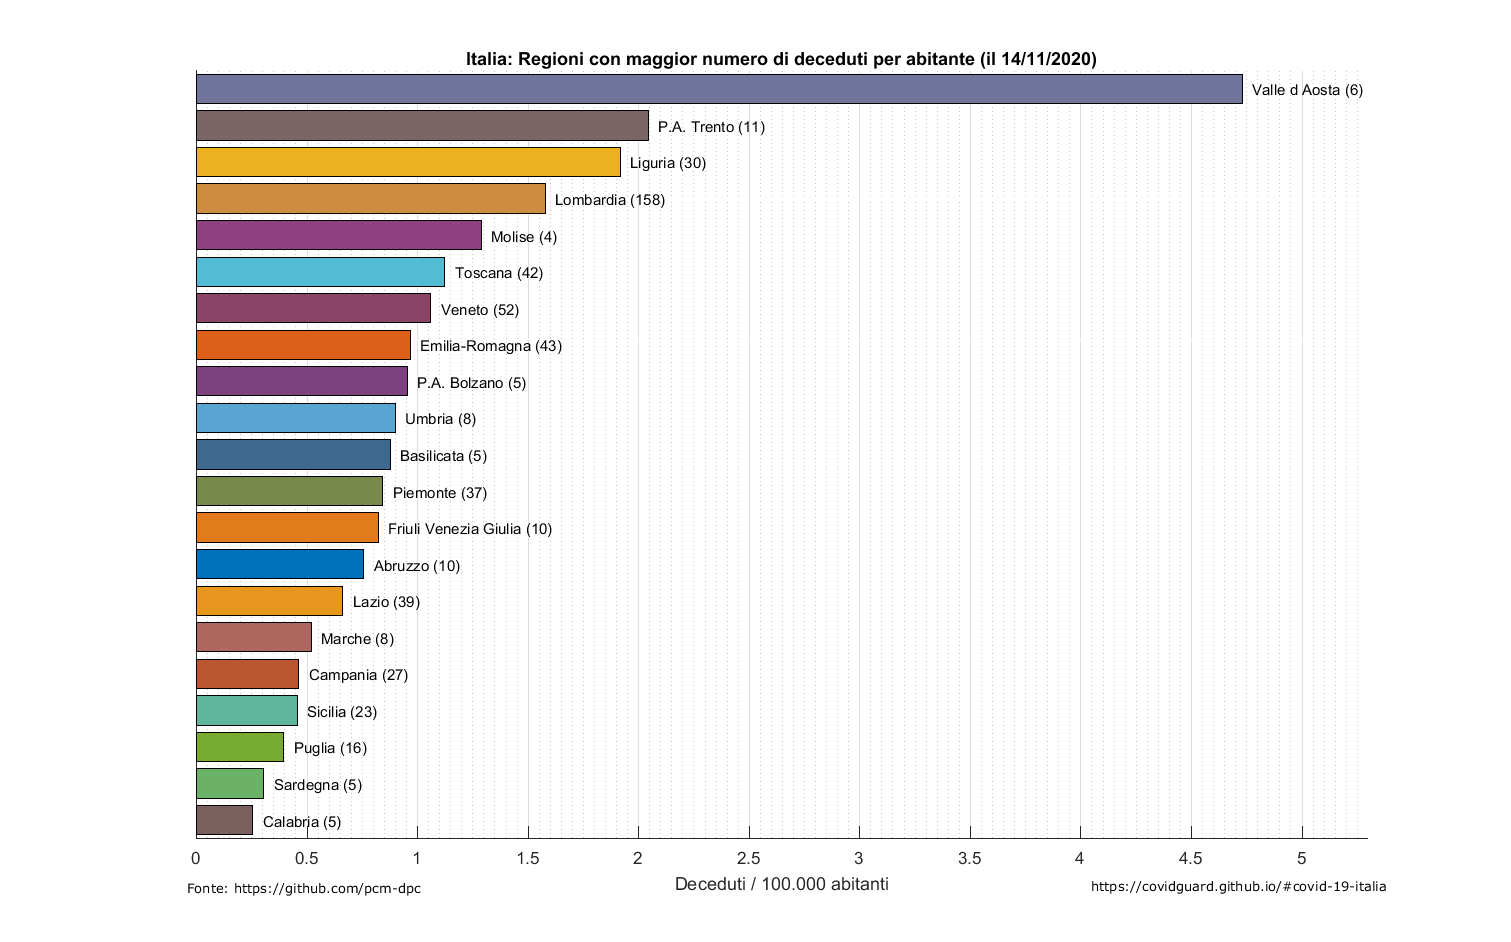 Italia: Regioni con maggior numero di deceduti per abitante (il 14/11/2020)
Valle d Aosta (6)
P.A. Trento (11)
Liguria (30)
Lombardia (158)
Molise (4)
Toscana (42)
Veneto (52)
Emilia-Romagna (43)
P.A. Bolzano (5)
Umbria (8)
Basilicata (5)
Piemonte (37)
Friuli Venezia Giulia (10)
Abruzzo (10)
Lazio (39)
Marche (8)
Campania (27)
Sicilia (23)
Puglia (16)
Sardegna (5)
Calabria (5)
0 0.5 1 1.5 2 2.5 3 3.5 4 4.5 5
Deceduti / 100.000 abitanti
Fonte: https://github.com/pcm-dpc
https://covidguard.github.io/#covid-19-italia